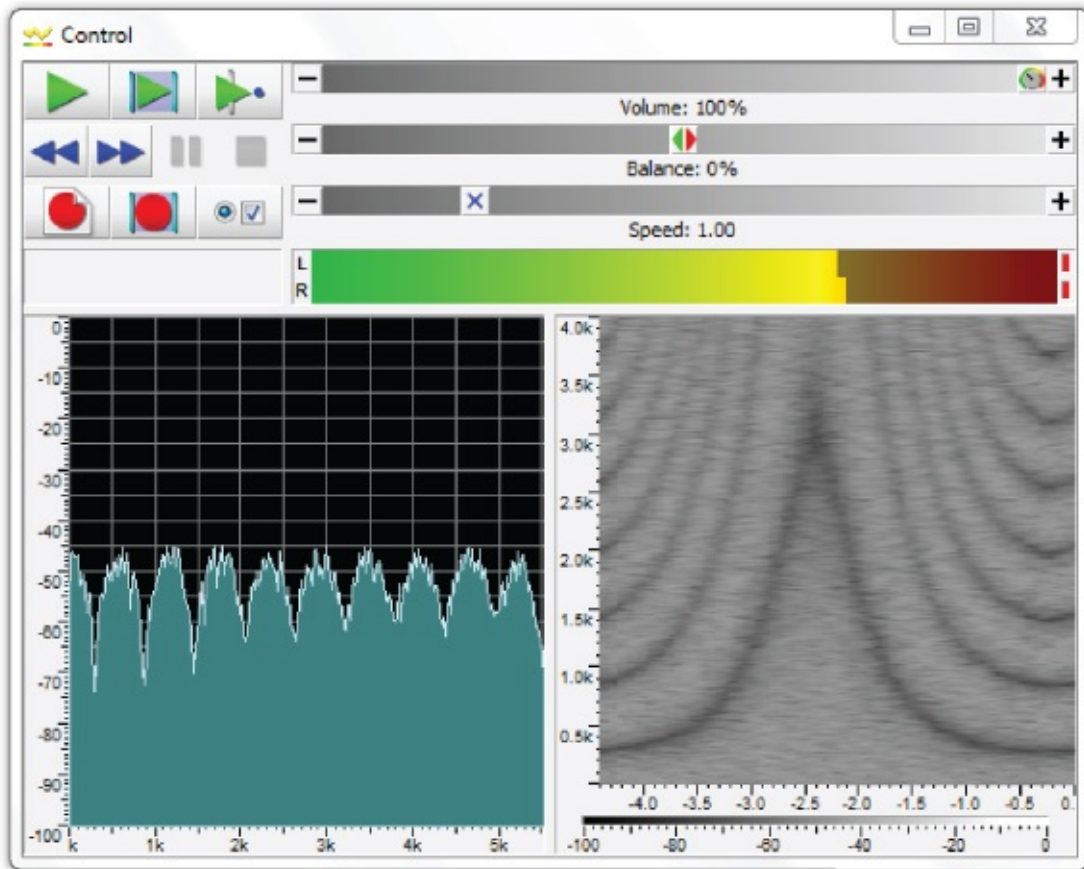 Control
Volume: 100%
Balance: 0%
Speed: 1.00
L
R
0
-10
-20
-30
-40
-50
-60
-70
-80
-90
-100
k 1k 2k 3k 4k 5k
4.0k
3.5k
3.0k
2.5k
2.0k
1.5k
1.0k
0.5k
-4.0 -3.5 -3.0 -2.5 -2.0 -1.5 -1.0 -0.5 0.
-100 -80 -60 -40 -20 0